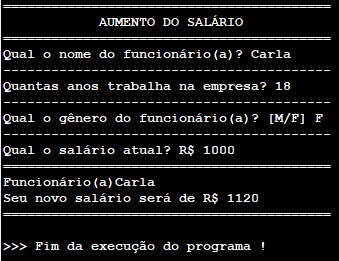 ========================================
AUMENTO DO SALÁRIO
========================================
Qual o nome do funcionário(a)? Carla
----------------------------------------
Quantas anos trabalha na empresa? 18
----------------------------------------
Qual o gênero do funcionário(a)? [M/F] F
----------------------------------------
Qual o salário atual? R$ 1000
========================================
Funcionário(a)Carla
Seu novo salário será de R$ 1120
========================================
>>> Fim da execução do programa !